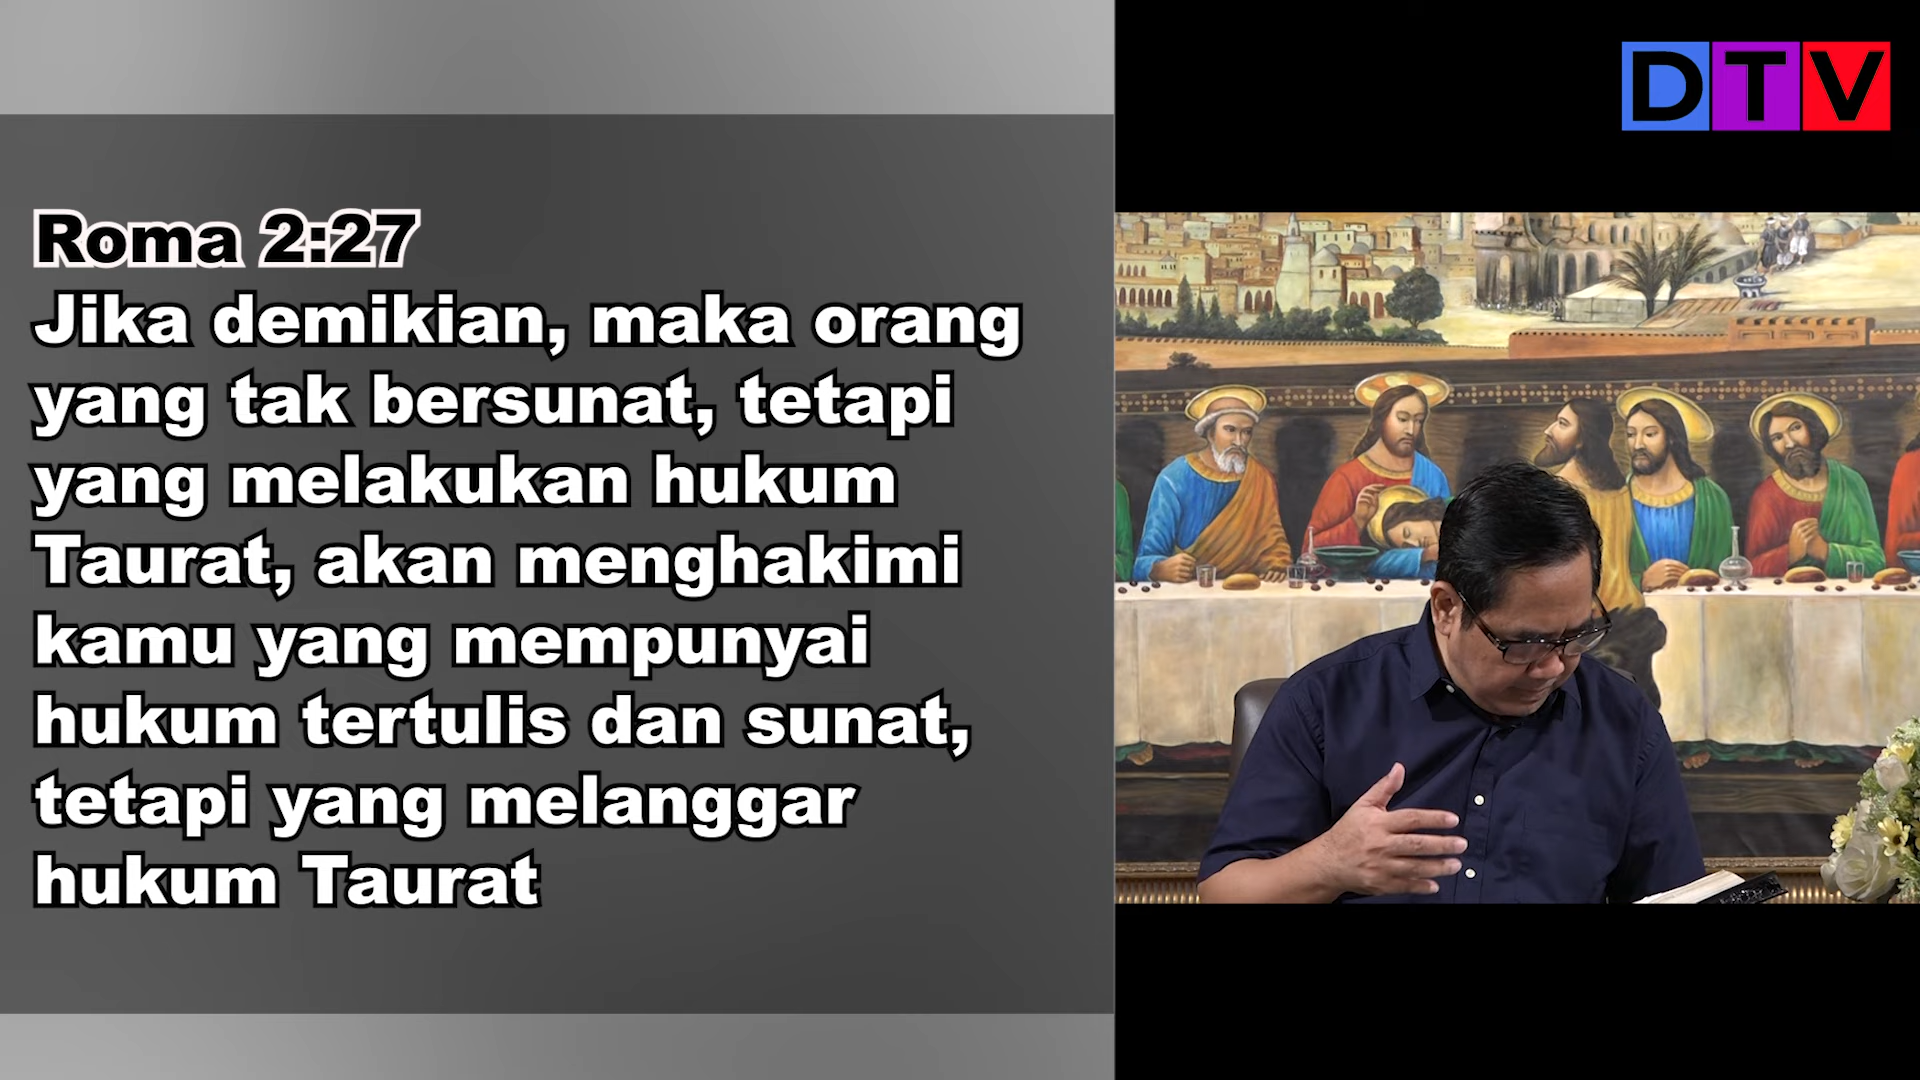 Roma 2:27
Jika demikian, maka orang
yang tak bersunat, tetapi
yang melakukan hukum
Taurat, akan menghakimi
kamu yang mempunyai
hukum tertulis dan sunat,
tetapi yang melanggar
hukum Taurat
DTV